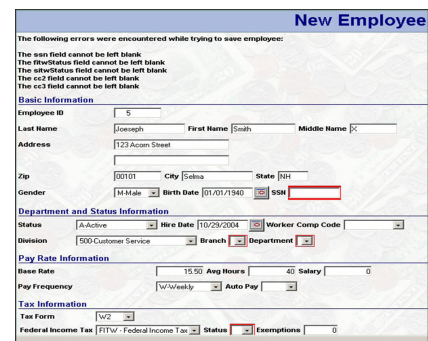 New Employee
The following errors were encountered while trying to save employee:
The ssn field cannot be left blank
The fitwStatus field cannot be left blank
The sitwStatus field cannot be left blank
The cc2 field cannot be left blank
The cc3 field cannot be left blank
Basic Information
Employee ID 5
Last Name Joeseph First Name Smith Middle Name X
Address 123 Acorn Street
Zip 00101 City Selma State NH
Gender M-Male Birth Date 01/01/1940 SSN
Department and Status Information
Status A-Active Hire Date 10/29/2004 Worker Comp Code
Division 500-Customer Service Branch Department
Pay Rate Information
Base Rate 15.50 Avg Hours 40 Salary 0
Pay Frequency W-Weekly Auto Pay
Tax Information
Tax Form W2
Federal Income Tax FITW - Federal Income Tax Status Exemptions 0